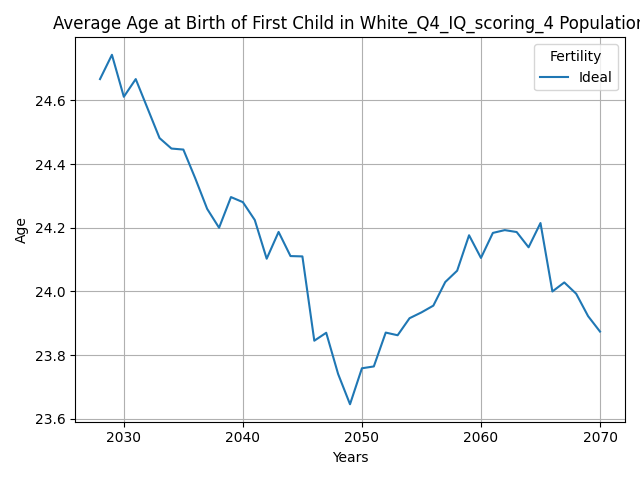 Average Age at Birth of First Child in White_Q4_IQ_scoring_4 Population
Fertility
Ideal
24.6
24.4
24.2
24.0
23.8
23.6
Age
2030 2040 2050 2060 2070
Years